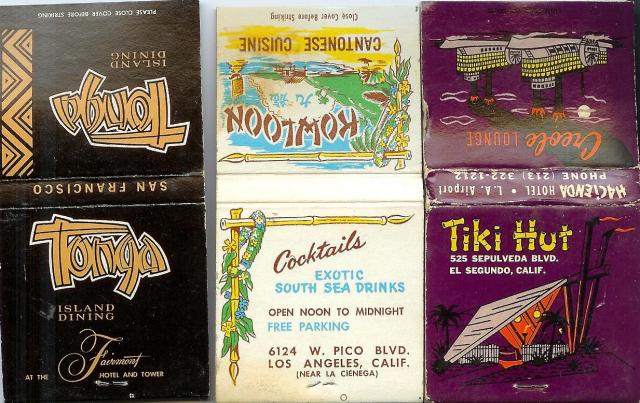 PLEASE CLOSE COVER BEFORE STRIKING
ISLAND
DINING
Tonga
SAN FRANCISCO
Tonga
ISLAND
DINING
AT THE Fairmont
HOTEL AND TOWER
Close Cover Before Striking
CANTONESE CUISINE
九龍
KOWLOON
Cocktails
EXOTIC
SOUTH SEA DRINKS
OPEN NOON TO MIDNIGHT
FREE PARKING
6124 W. PICO BLVD.
LOS ANGELES, CALIF.
(NEAR LA CIENEGA)
Creole LOUNGE
HACIENDA HOTEL • L.A. Airport
PHONE (213) 322-1212
Tiki Hut
525 SEPULVEDA BLVD.
EL SEGUNDO, CALIF.